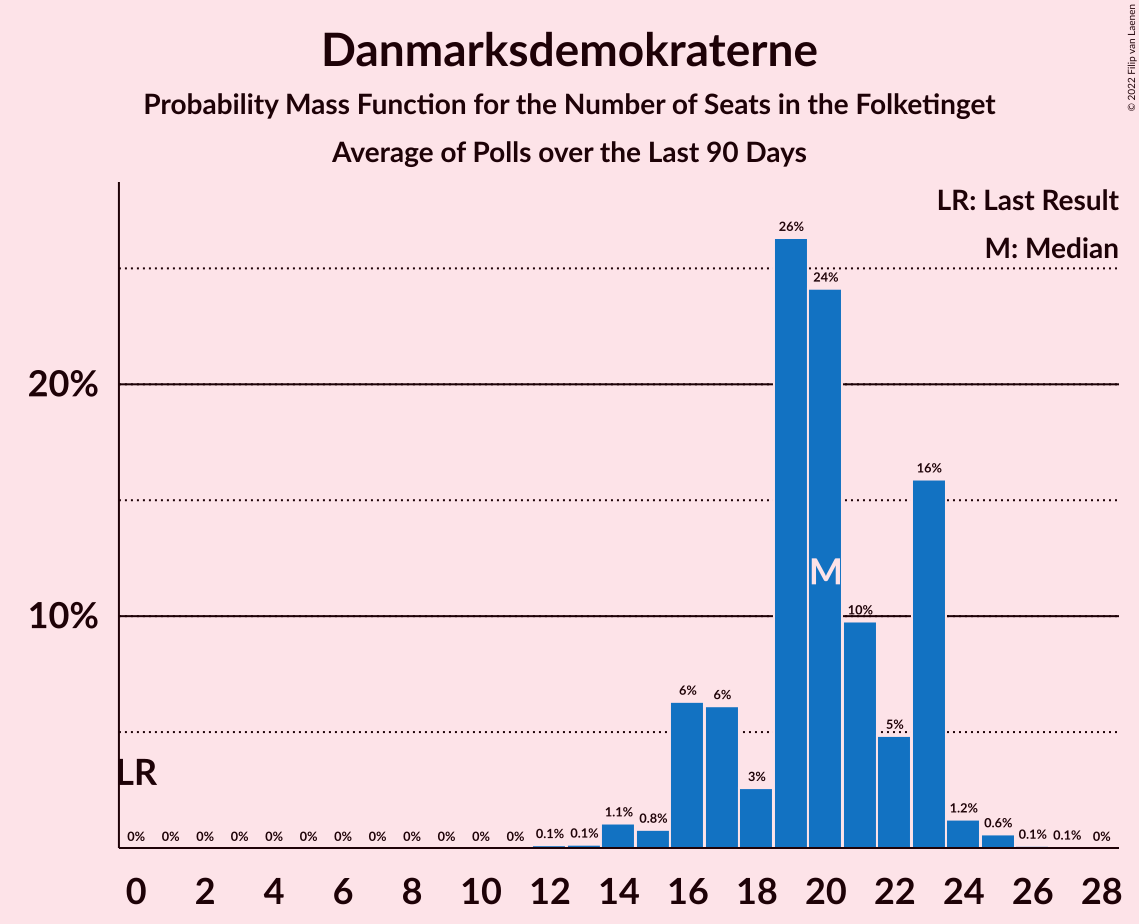 Danmarksdemokraterne
Probability Mass Function for the Number of Seats in the Folketinget
Average of Polls over the Last 90 Days
© 2022 Filip van Laenen
LR: Last Result
M: Median
20%
10%
LR
M
0% 0% 0% 0% 0% 0% 0% 0% 0% 0% 0% 0% 0.1% 0.1% 1.1% 0.8% 6% 6% 3% 26% 24% 10% 5% 16% 1.2% 0.6% 0.1% 0.1% 0%
0 2 4 6 8 10 12 14 16 18 20 22 24 26 28